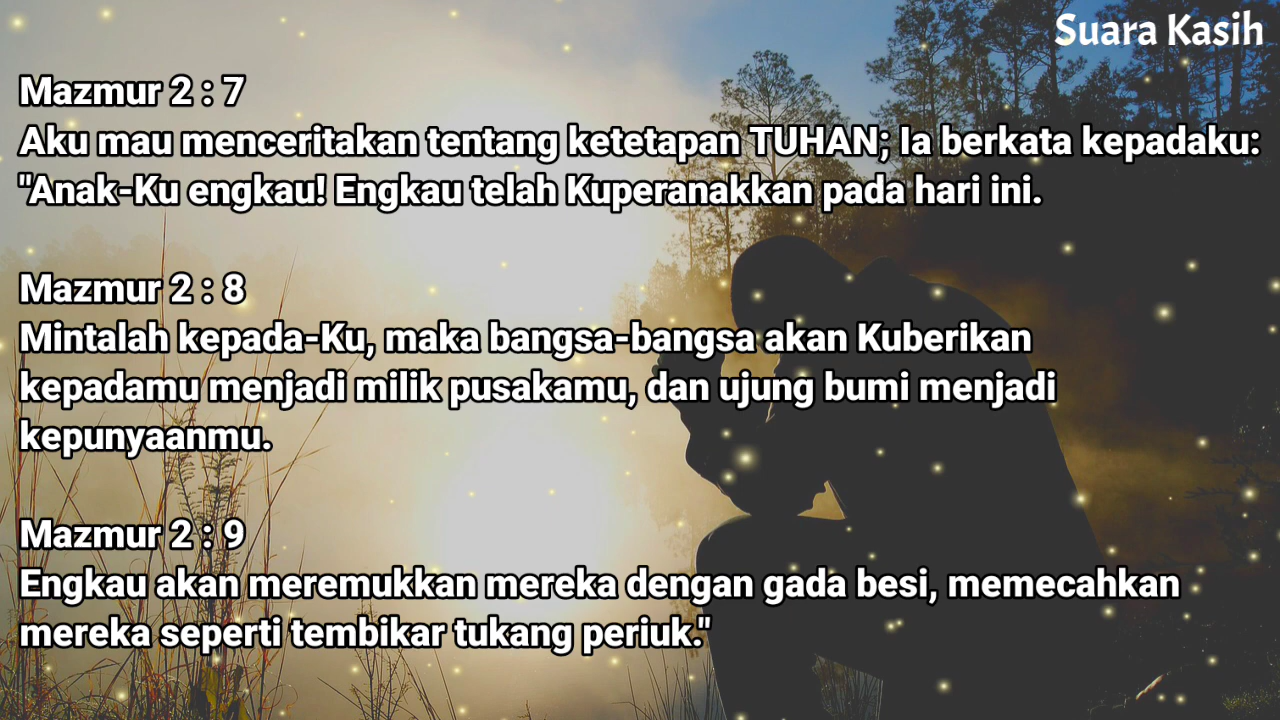 Suara Kasih
Mazmur 2 : 7
Aku mau menceritakan tentang ketetapan TUHAN; Ia berkata kepadaku:
"Anak-Ku engkau! Engkau telah Kuperanakkan pada hari ini.
Mazmur 2 : 8
Mintalah kepada-Ku, maka bangsa-bangsa akan Kuberikan
kepadamu menjadi milik pusakamu, dan ujung bumi menjadi
kepunyaanmu.
Mazmur 2 : 9
Engkau akan meremukkan mereka dengan gada besi, memecahkan
mereka seperti tembikar tukang periuk."